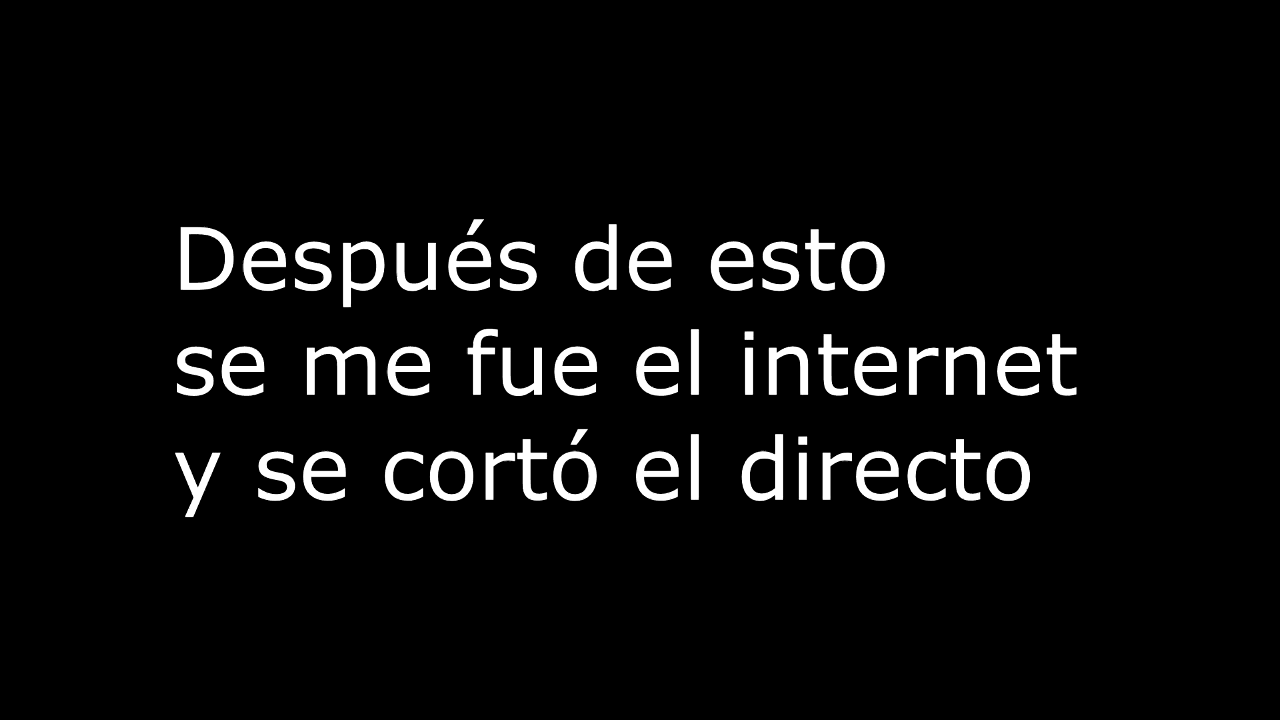 Después de esto
se me fue el internet
y se cortó el directo